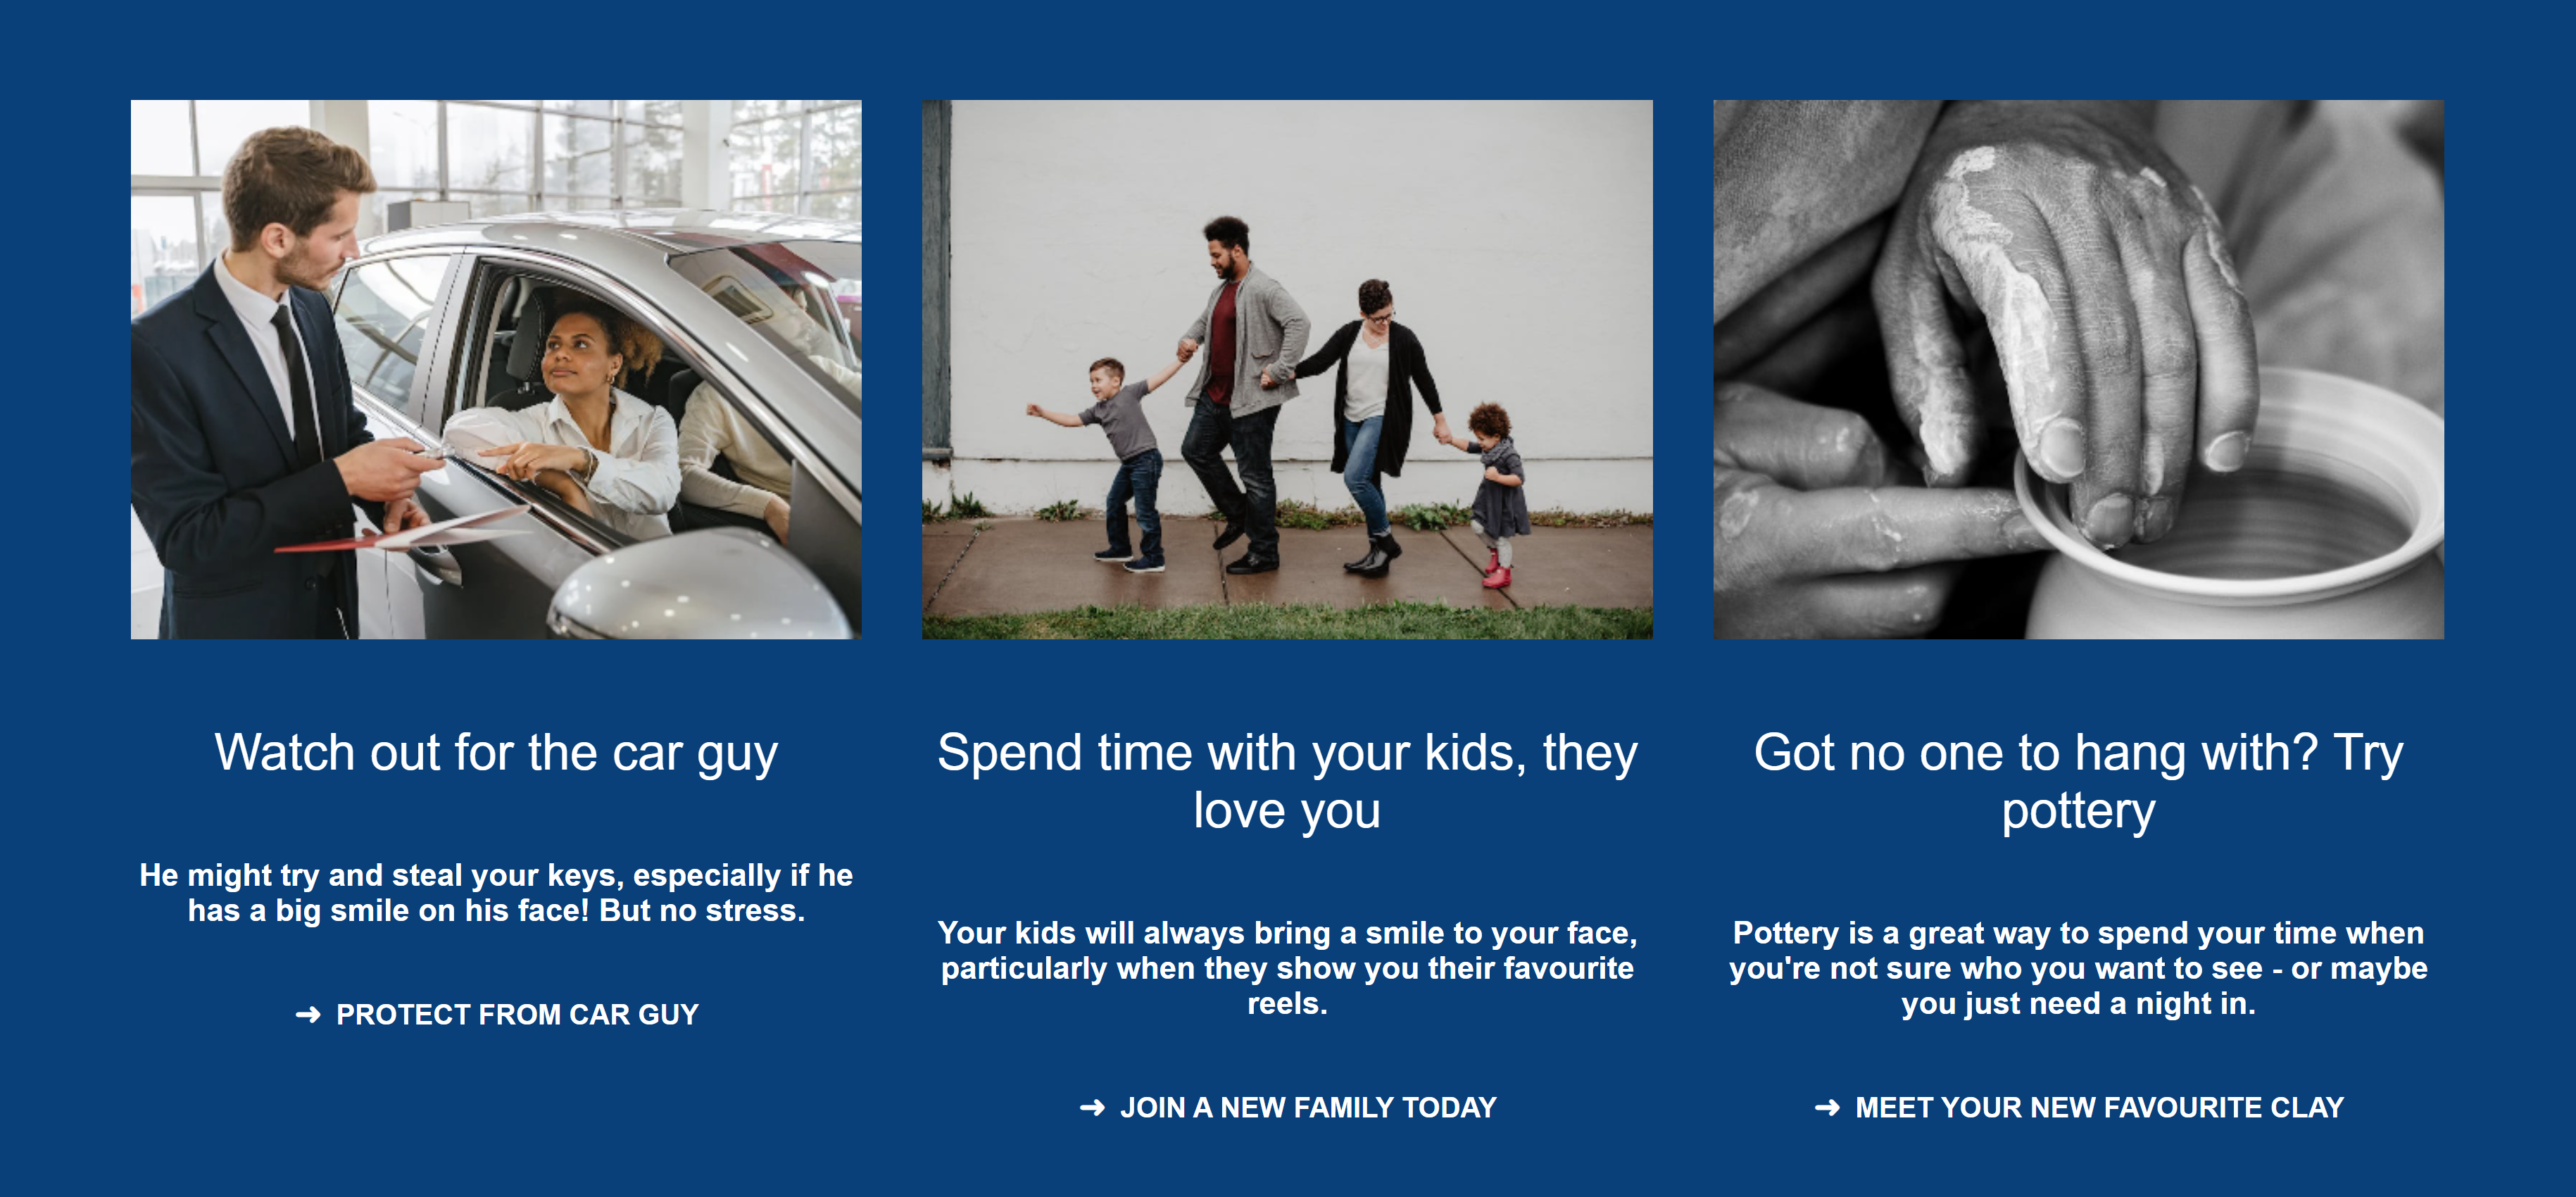 Watch out for the car guy
He might try and steal your keys, especially if he
has a big smile on his face! But no stress.
➜ PROTECT FROM CAR GUY
Spend time with your kids, they
love you
Your kids will always bring a smile to your face,
particularly when they show you their favourite
reels.
➜ JOIN A NEW FAMILY TODAY
Got no one to hang with? Try
pottery
Pottery is a great way to spend your time when
you're not sure who you want to see - or maybe
you just need a night in.
➜ MEET YOUR NEW FAVOURITE CLAY